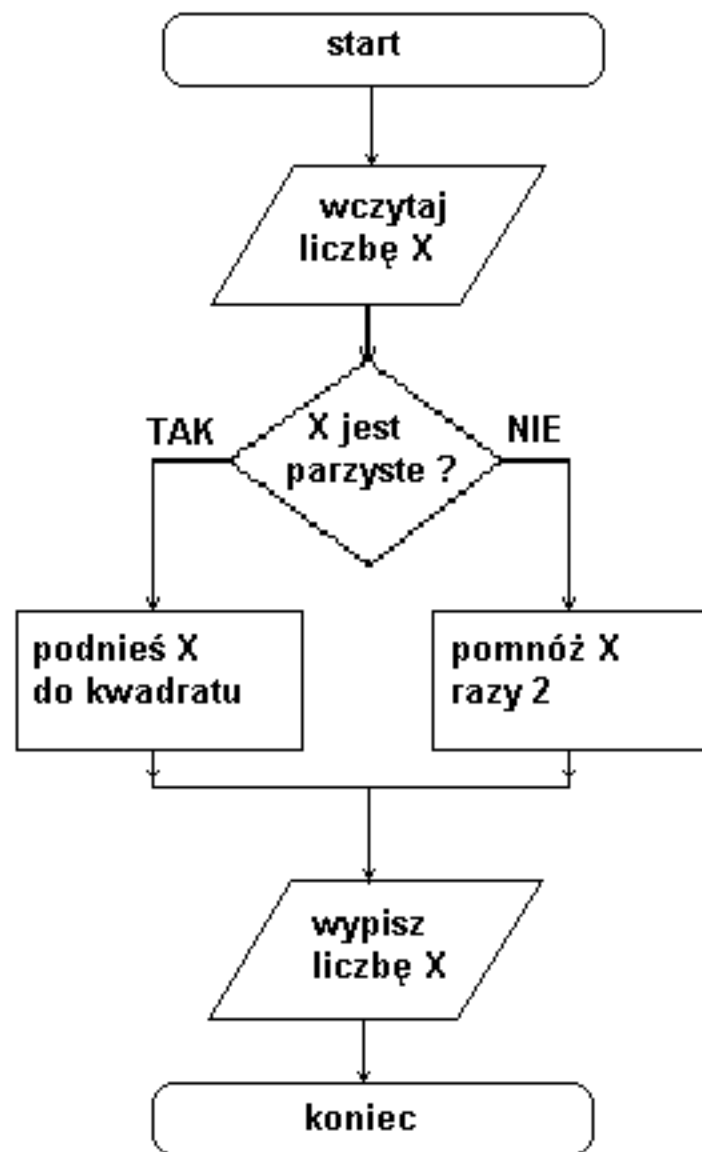 start
wczytaj
liczbę X
TAK
X jest
parzyste ?
NIE
podnieś X
do kwadratu
pomnóż X
razy 2
wypisz
liczbę X
koniec